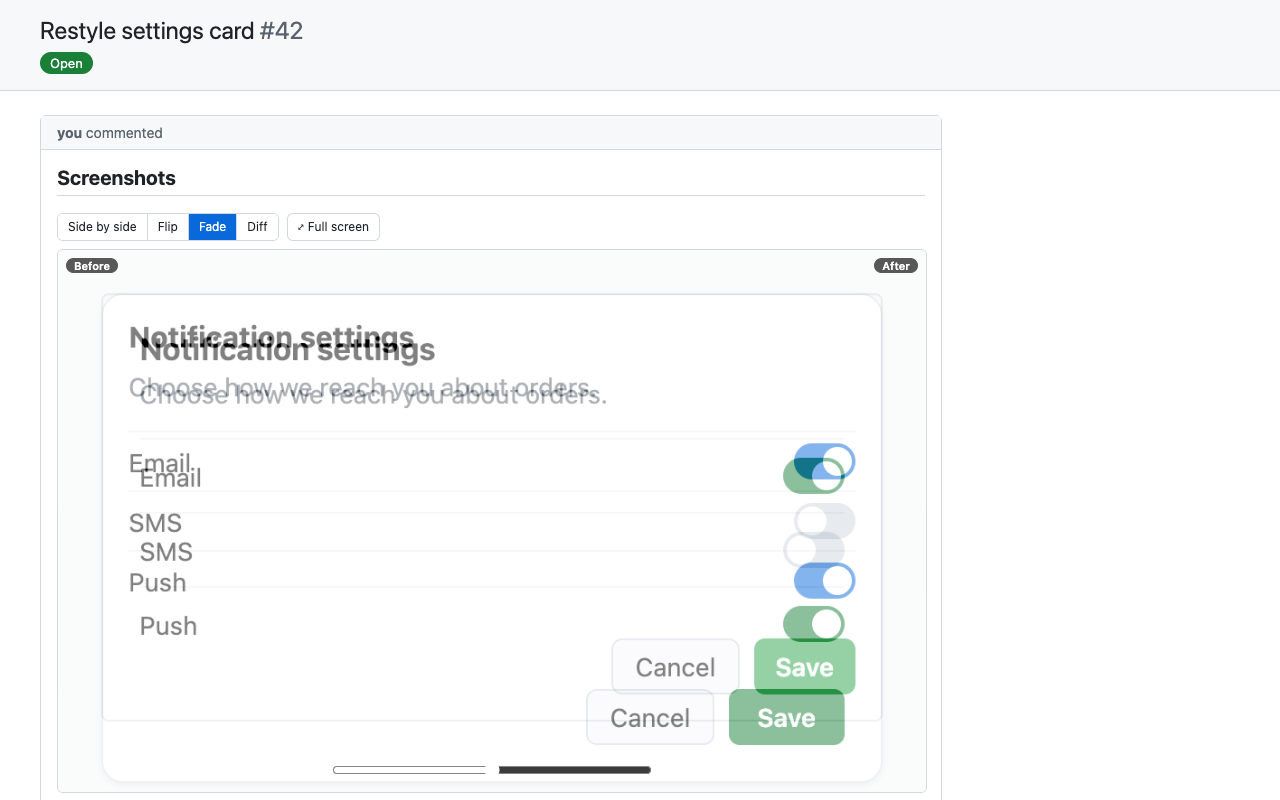 Restyle settings card #42
Open
you commented
Screenshots
Side by side Flip Fade Diff ⤢ Full screen
Before After
Notification settings
Notification settings
Choose how we reach you about orders.
Choose how we reach you about orders.
Email
Email
SMS
SMS
Push
Push
Cancel Save
Cancel Save